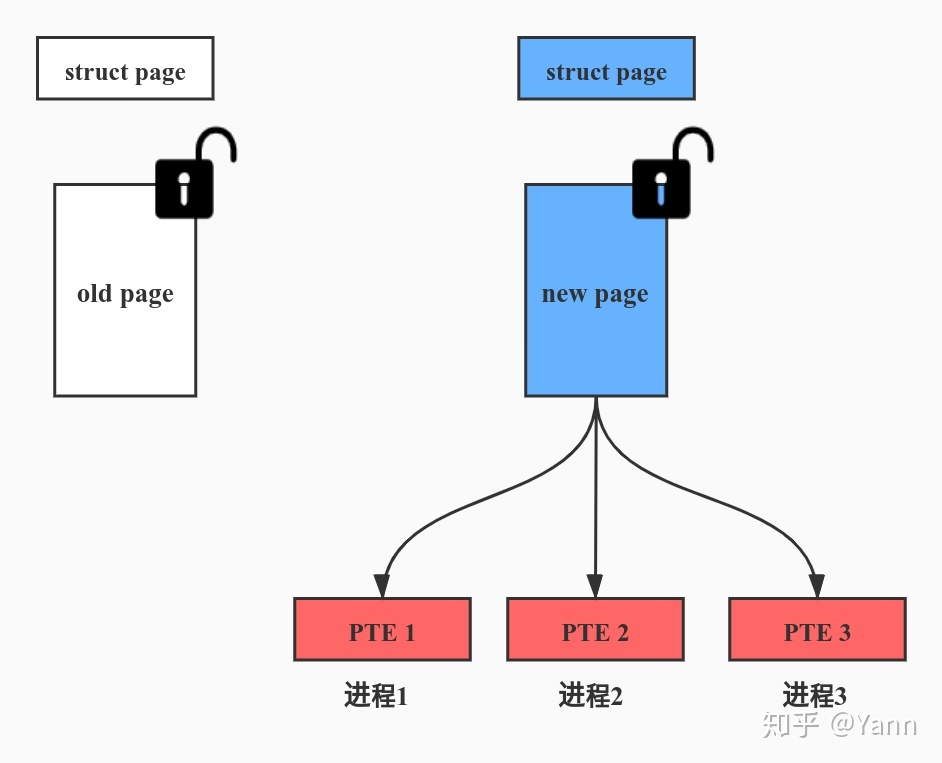 struct page
struct page
old page
new page
PTE 1
PTE 2
PTE 3
进程1
进程2
进程3
知乎 @Yann